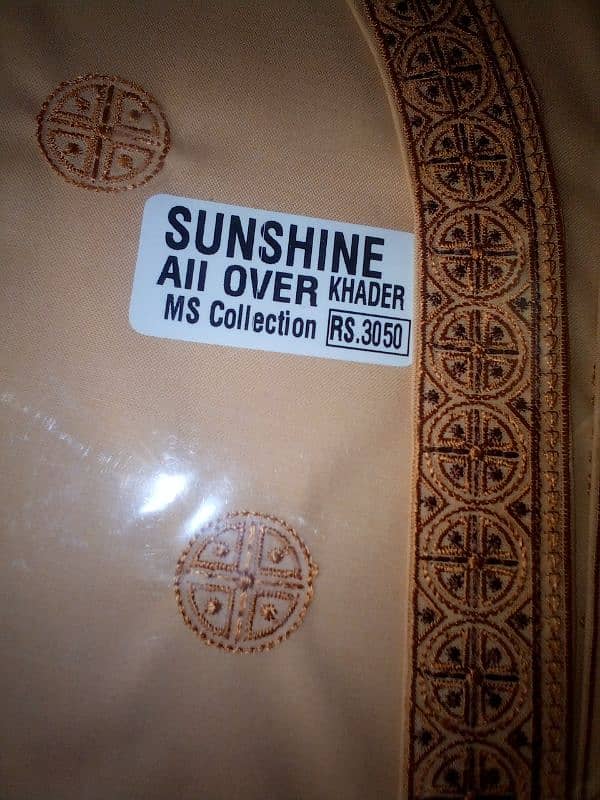 SUNSHINE
All OVER KHADER
MS Collection RS.3050